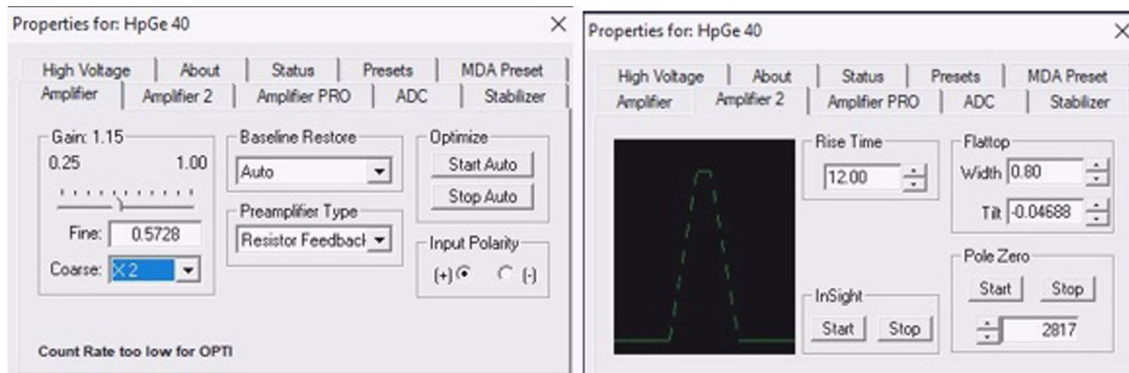 Properties for: HpGe 40
High Voltage About Status Presets MDA Preset
Amplifier Amplifier 2 Amplifier PRO ADC Stabilizer
Gain: 1.15
0.25 1.00
Fine: 0.5728
Coarse: X 2
Baseline Restore
Auto
Preamplifier Type
Resistor Feedbacl
Optimize
Start Auto
Stop Auto
Input Polarity
(+) (-)
Count Rate too low for OPTI
Properties for: HpGe 40
High Voltage About Status Presets MDA Preset
Amplifier Amplifier 2 Amplifier PRO ADC Stabilizer
Rise Time
12.00
InSight
Start Stop
Flattop
Width 0.80
Tilt -0.04688
Pole Zero
Start Stop
2817